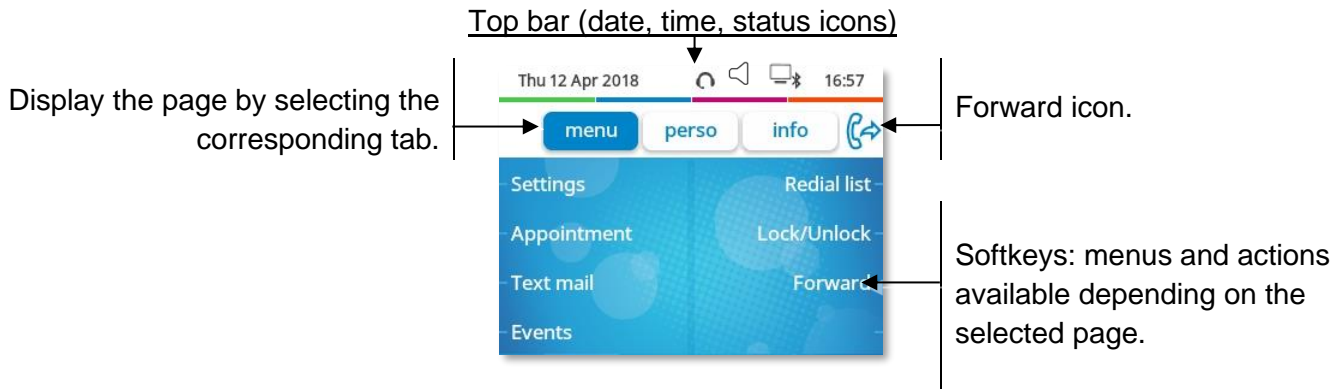 Top bar (date, time, status icons)
Thu 12 Apr 2018 16:57
Display the page by selecting the
corresponding tab.
menu perso info
Forward icon.
Settings Redial list
Appointment Lock/Unlock
Text mail Forward
Events
Softkeys: menus and actions
available depending on the
selected page.